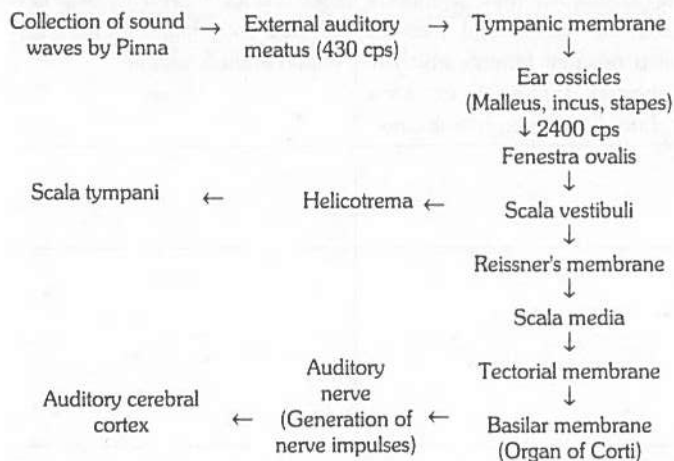 Collection of sound waves by Pinna → External auditory meatus (430 cps) → Tympanic membrane
↓
Ear ossicles
(Malleus, incus, stapes)
↓ 2400 cps
Fenestra ovalis
↓
Scala tympani ← Helicotrema ← Scala vestibuli
↓
Reissner's membrane
↓
Scala media
↓
Tectorial membrane
↓
Auditory cerebral cortex ← Auditory nerve (Generation of nerve impulses) ← Basilar membrane (Organ of Corti)